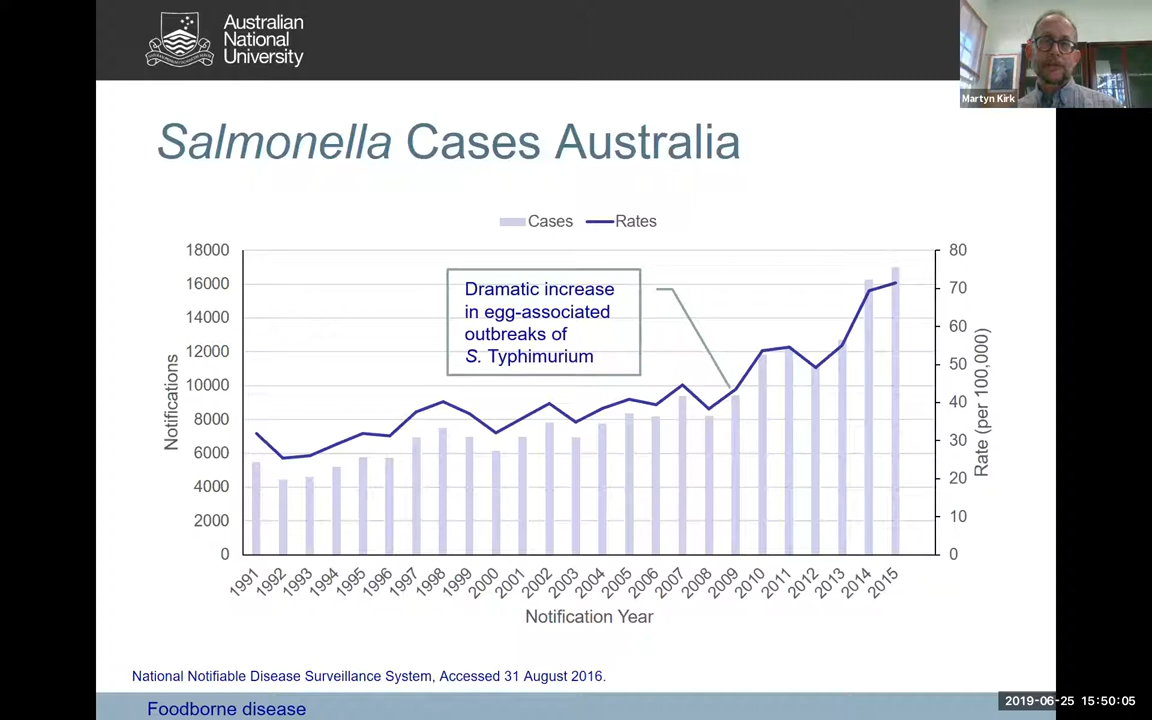 Australian
National
University
Martyn Kirk
Salmonella Cases Australia
Cases Rates
18000
16000
14000
12000
10000
8000
6000
4000
2000
0
Notifications
Dramatic increase
in egg-associated
outbreaks of
S. Typhimurium
80
70
60
50
40
30
20
10
0
Rate (per 100,000)
1991 1992 1993 1994 1995 1996 1997 1998 1999 2000 2001 2002 2003 2004 2005 2006 2007 2008 2009 2010 2011 2012 2013 2014 2015
Notification Year
National Notifiable Disease Surveillance System, Accessed 31 August 2016.
Foodborne disease
2019-06-25 15:50:05